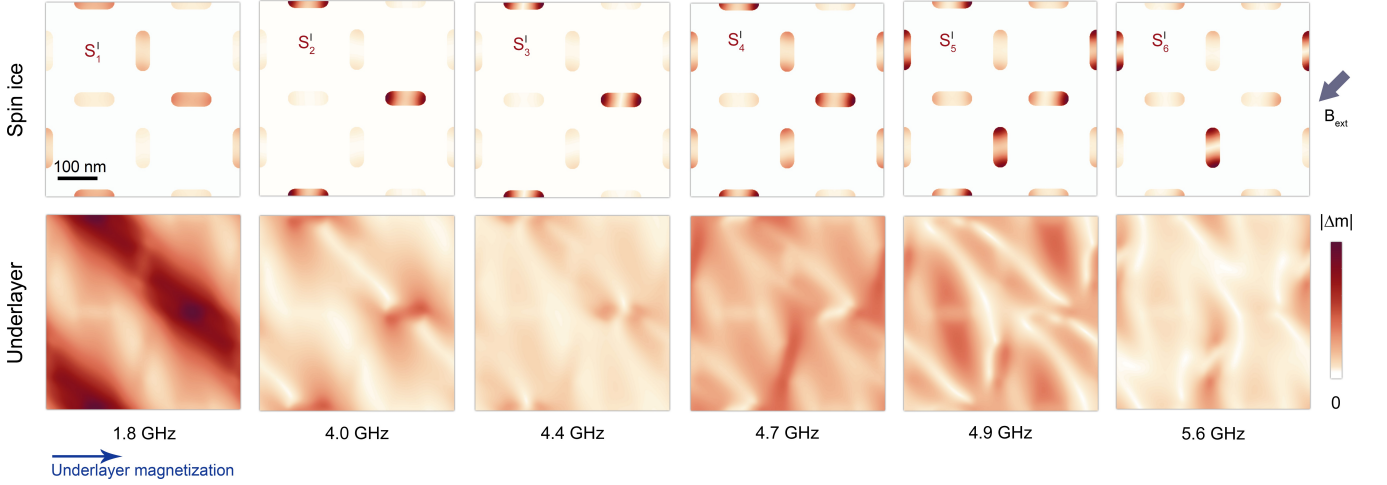 Spin ice
S₁ᴵ
S₂ᴵ
S₃ᴵ
S₄ᴵ
S₅ᴵ
S₆ᴵ
100 nm
B_ext
Underlayer
|Δm|
0
1.8 GHz
4.0 GHz
4.4 GHz
4.7 GHz
4.9 GHz
5.6 GHz
Underlayer magnetization